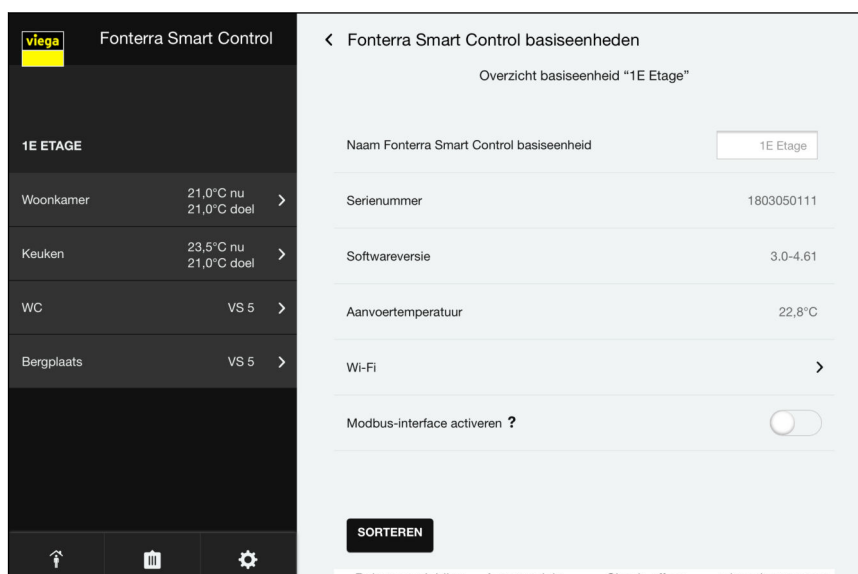 viega
Fonterra Smart Control
1E ETAGE
Woonkamer
21,0°C nu
21,0°C doel
Keuken
23,5°C nu
21,0°C doel
WC
VS 5
Bergplaats
VS 5
Fonterra Smart Control basiseenheden
Overzicht basiseenheid “1E Etage”
Naam Fonterra Smart Control basiseenheid
1E Etage
Serienummer
1803050111
Softwareversie
3.0-4.61
Aanvoertemperatuur
22,8°C
Wi-Fi
Modbus-interface activeren ?
SORTEREN